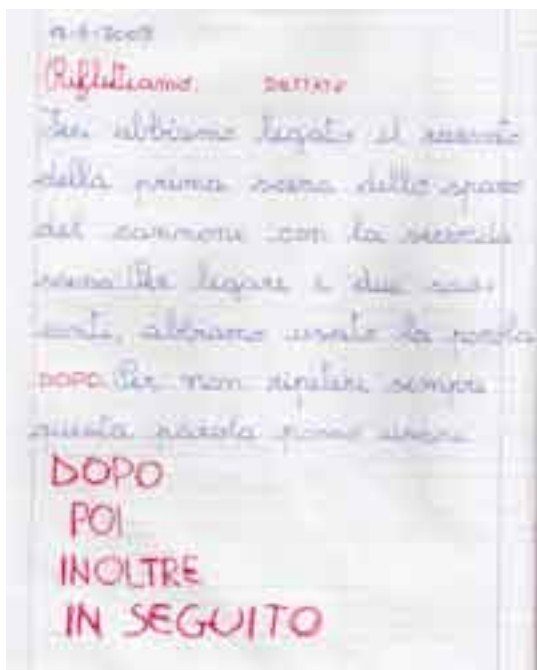 Riflettiamo. DETTATO
Ieri abbiamo legato il racconto
della prima scena dello sparo
del cannone con la seconda
scena. Per legare i due rac-
conti, abbiamo usato la parola
DOPO. Per non ripetere sempre
questa parola posso usare
DOPO
POI
INOLTRE
IN SEGUITO